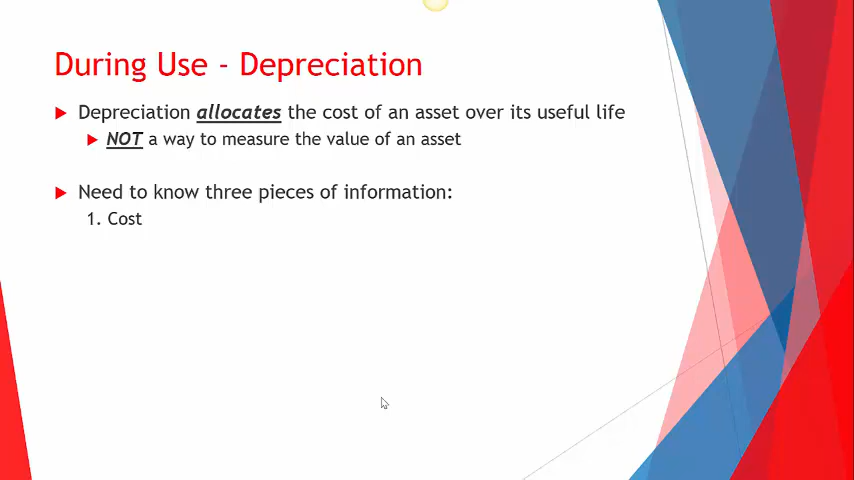 During Use - Depreciation
Depreciation allocates the cost of an asset over its useful life
NOT a way to measure the value of an asset
Need to know three pieces of information:
1. Cost